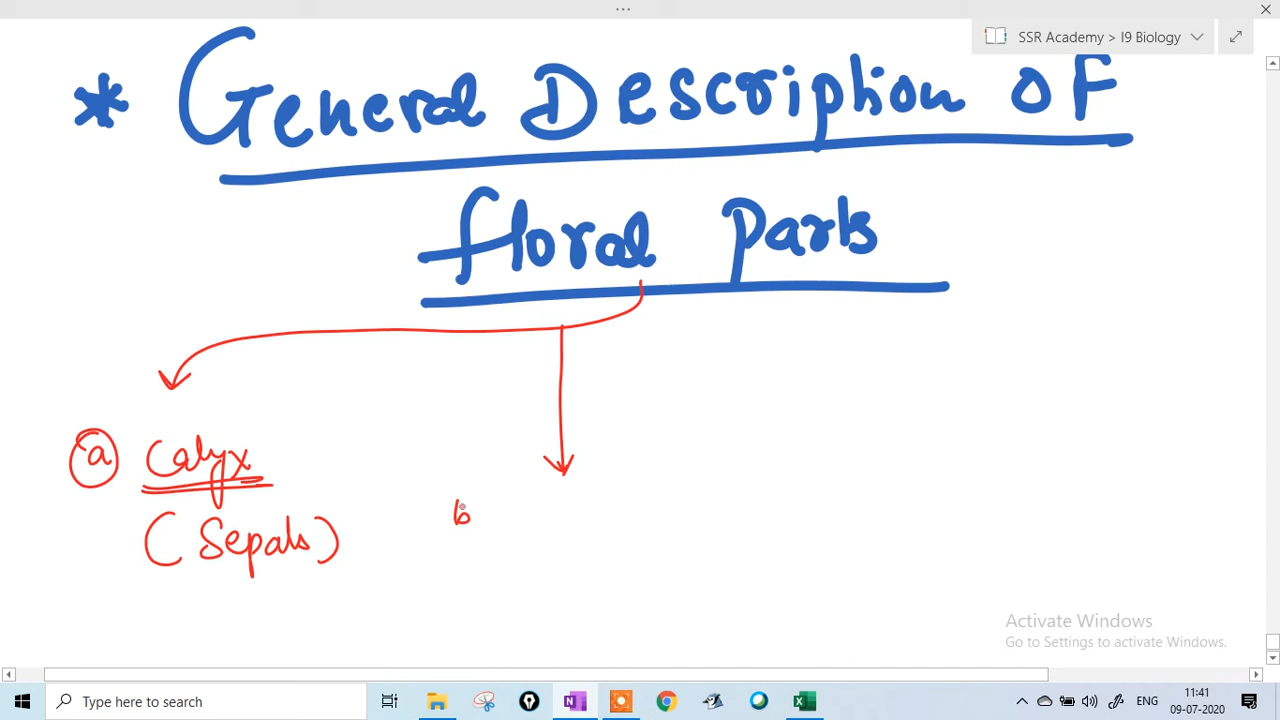 SSR Academy > I9 Biology
* General Description of
floral Parts
a Calyx
(Sepals)
b
Activate Windows
Go to Settings to activate Windows.
Type here to search
ENG
11:41
09-07-2020